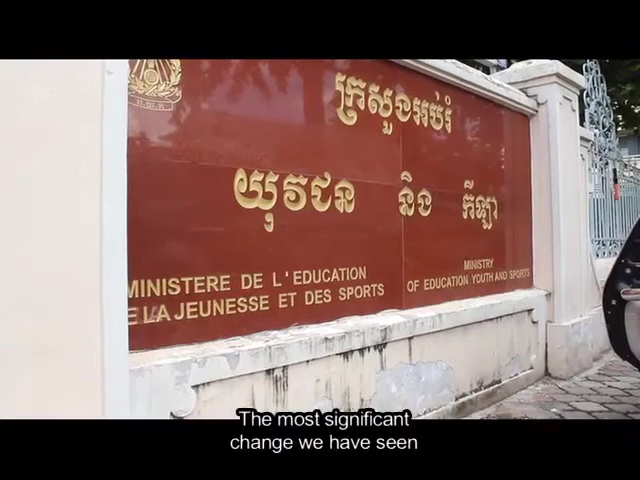 ក្រសួងអប់រំ
យុវជន និង កីឡា
MINISTERE DE L'EDUCATION
DE LA JEUNESSE ET DES SPORTS
MINISTRY
OF EDUCATION YOUTH AND SPORTS
The most significant
change we have seen